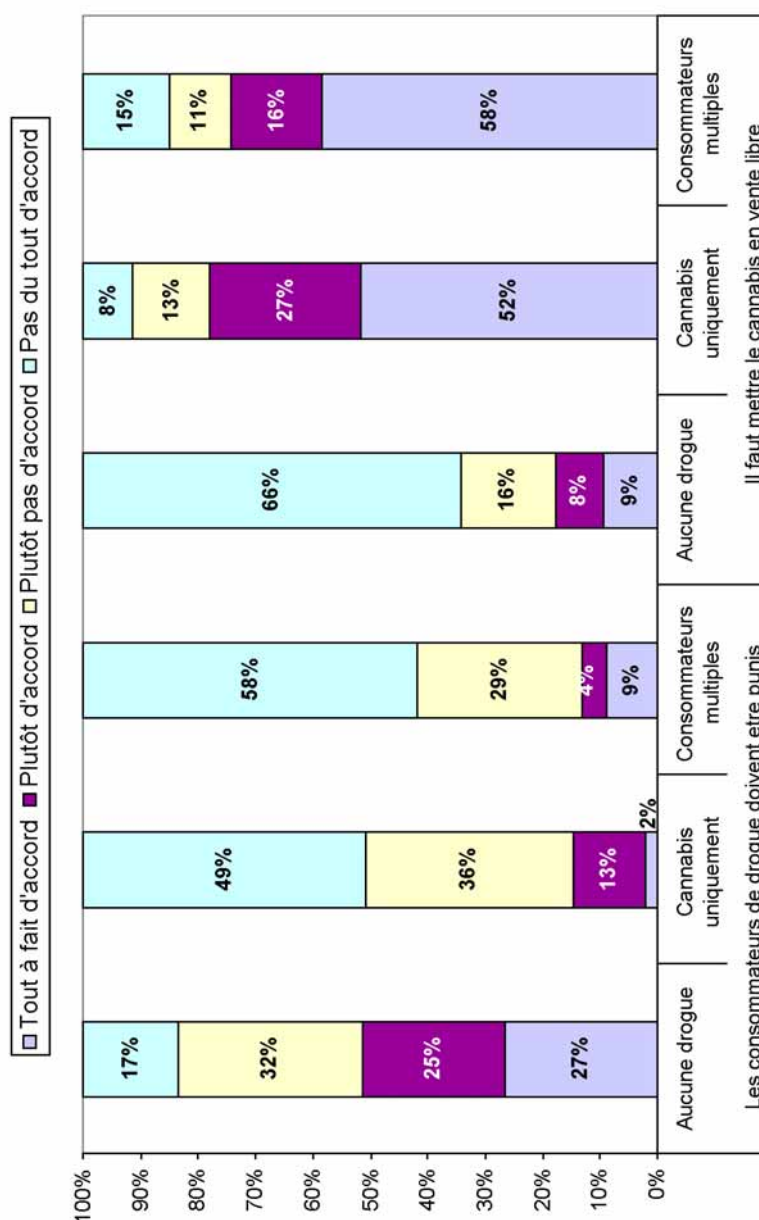 Tout à fait d'accord Plutôt d'accord Plutôt pas d'accord Pas du tout d'accord
100%
90%
80%
70%
60%
50%
40%
30%
20%
10%
0%
17%
32%
25%
27%
49%
36%
13%
2%
58%
29%
4%
9%
66%
16%
8%
9%
8%
13%
27%
52%
15%
11%
16%
58%
Aucune drogue
Cannabis
uniquement
Consommateurs
multiples
Aucune drogue
Cannabis
uniquement
Consommateurs
multiples
Les consommateurs de drogue doivent etre punis
Il faut mettre le cannabis en vente libre